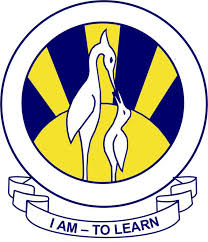 I AM – TO LEARN